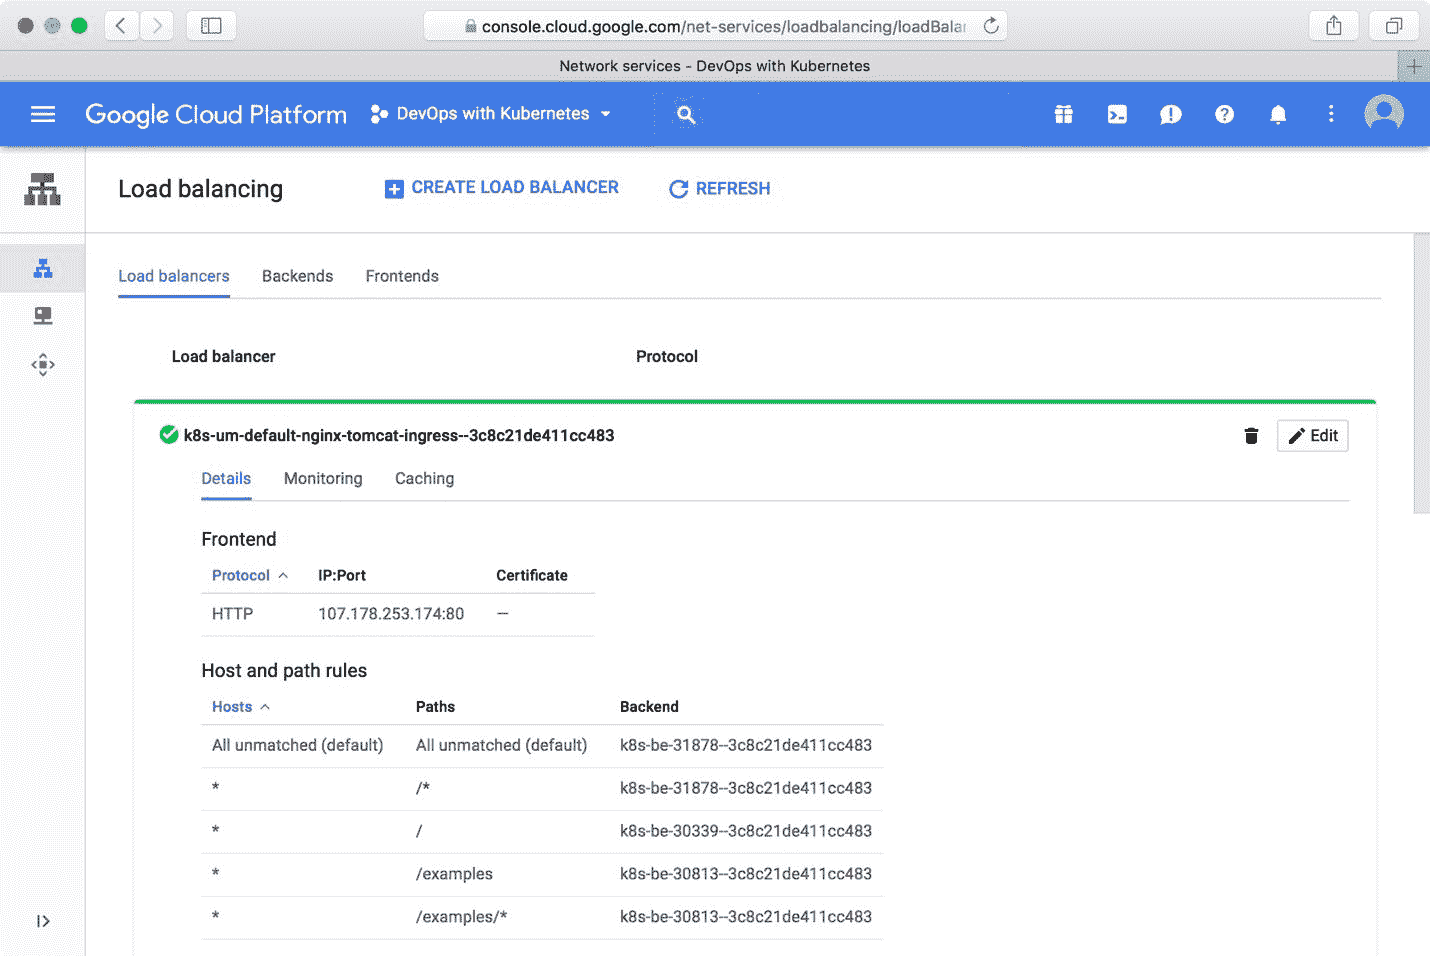 console.cloud.google.com/net-services/loadbalancing/loadBalar
Network services - DevOps with Kubernetes
Google Cloud Platform DevOps with Kubernetes
Load balancing CREATE LOAD BALANCER REFRESH
Load balancers Backends Frontends
Load balancer Protocol
k8s-um-default-nginx-tomcat-ingress--3c8c21de411cc483 Edit
Details Monitoring Caching
Frontend
Protocol IP:Port Certificate
HTTP 107.178.253.174:80 —
Host and path rules
Hosts Paths Backend
All unmatched (default) All unmatched (default) k8s-be-31878--3c8c21de411cc483
* /* k8s-be-31878--3c8c21de411cc483
* / k8s-be-30339--3c8c21de411cc483
* /examples k8s-be-30813--3c8c21de411cc483
* /examples/* k8s-be-30813--3c8c21de411cc483